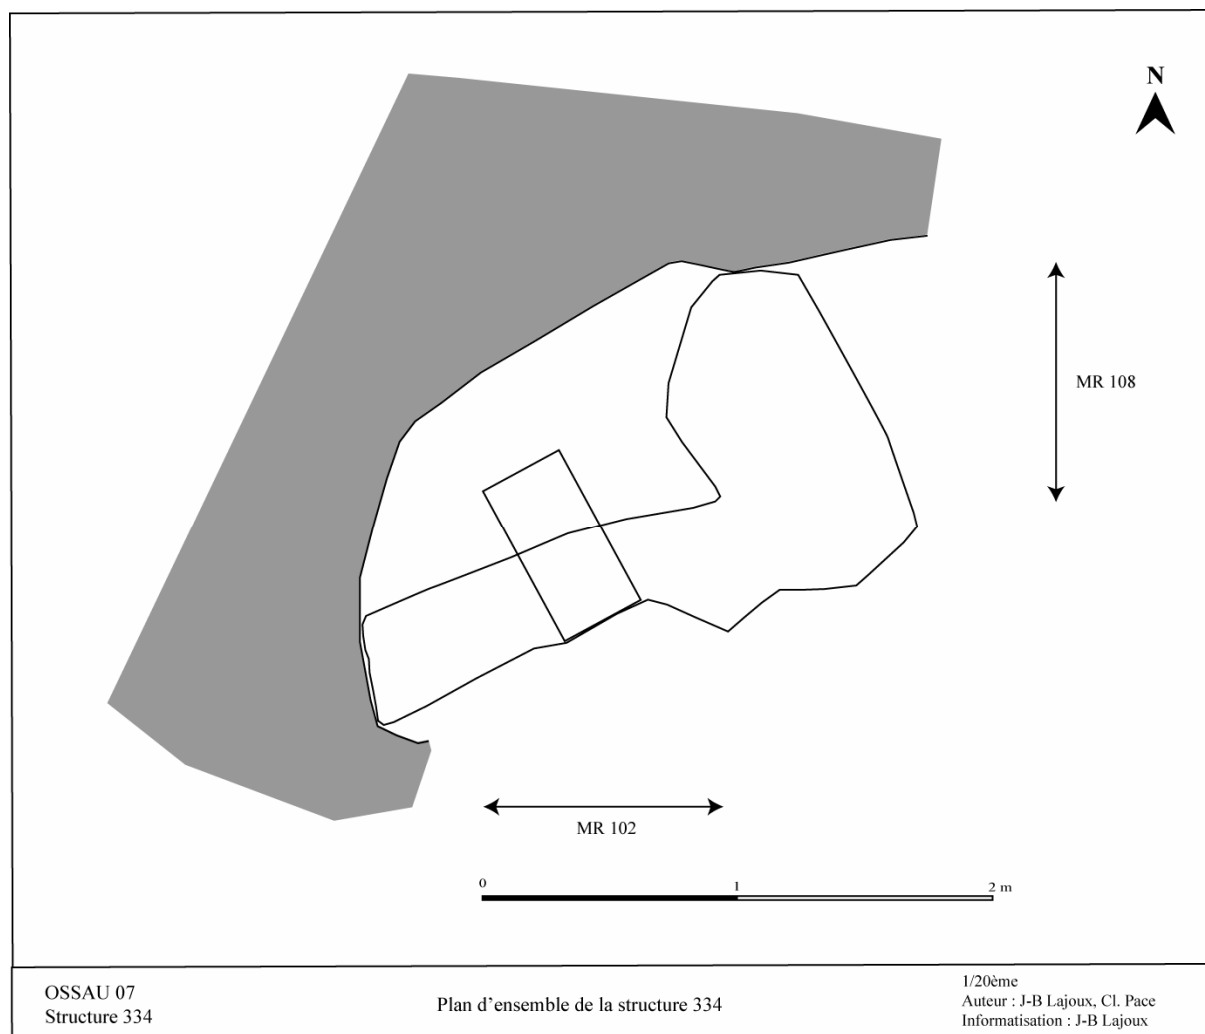 N
MR 108
MR 102
0 1 2 m
OSSAU 07
Structure 334
Plan d’ensemble de la structure 334
1/20ème
Auteur : J-B Lajoux, Cl. Pace
Informatisation : J-B Lajoux